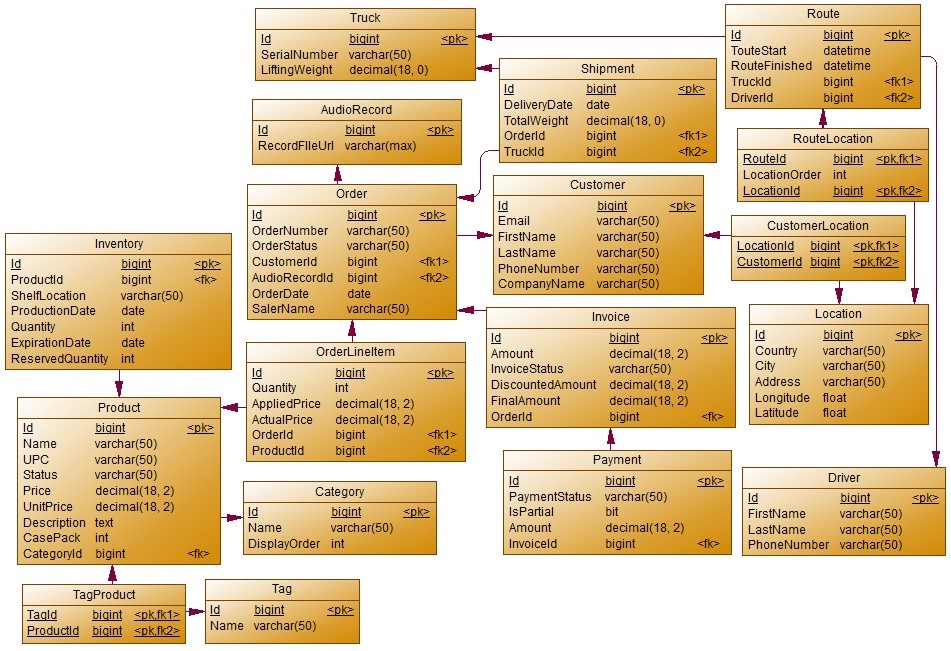 Truck
Id bigint <pk>
SerialNumber varchar(50)
LiftingWeight decimal(18, 0)
Route
Id bigint <pk>
TouteStart datetime
RouteFinished datetime
TruckId bigint <fk1>
DriverId bigint <fk2>
Shipment
Id bigint <pk>
DeliveryDate date
TotalWeight decimal(18, 0)
OrderId bigint <fk1>
TruckId bigint <fk2>
AudioRecord
Id bigint <pk>
RecordFIleUrl varchar(max)
RouteLocation
RouteId bigint <pk,fk1>
LocationOrder int
LocationId bigint <pk,fk2>
Order
Id bigint <pk>
OrderNumber varchar(50)
OrderStatus varchar(50)
CustomerId bigint <fk1>
AudioRecordId bigint <fk2>
OrderDate date
SalerName varchar(50)
Customer
Id bigint <pk>
Email varchar(50)
FirstName varchar(50)
LastName varchar(50)
PhoneNumber varchar(50)
CompanyName varchar(50)
CustomerLocation
LocationId bigint <pk,fk1>
CustomerId bigint <pk,fk2>
Inventory
Id bigint <pk>
ProductId bigint <fk>
ShelfLocation varchar(50)
ProductionDate date
Quantity int
ExpirationDate date
ReservedQuantity int
Invoice
Id bigint <pk>
Amount decimal(18, 2)
InvoiceStatus varchar(50)
DiscountedAmount decimal(18, 2)
FinalAmount decimal(18, 2)
OrderId bigint <fk>
Location
Id bigint <pk>
Country varchar(50)
City varchar(50)
Address varchar(50)
Longitude float
Latitude float
OrderLineItem
Id bigint <pk>
Quantity int
AppliedPrice decimal(18, 2)
ActualPrice decimal(18, 2)
OrderId bigint <fk1>
ProductId bigint <fk2>
Product
Id bigint <pk>
Name varchar(50)
UPC varchar(50)
Status varchar(50)
Price decimal(18, 2)
UnitPrice decimal(18, 2)
Description text
CasePack int
CategoryId bigint <fk>
Payment
Id bigint <pk>
PaymentStatus varchar(50)
IsPartial bit
Amount decimal(18, 2)
InvoiceId bigint <fk>
Driver
Id bigint <pk>
FirstName varchar(50)
LastName varchar(50)
PhoneNumber varchar(50)
Category
Id bigint <pk>
Name varchar(50)
DisplayOrder int
TagProduct
TagId bigint <pk,fk1>
ProductId bigint <pk,fk2>
Tag
Id bigint <pk>
Name varchar(50)